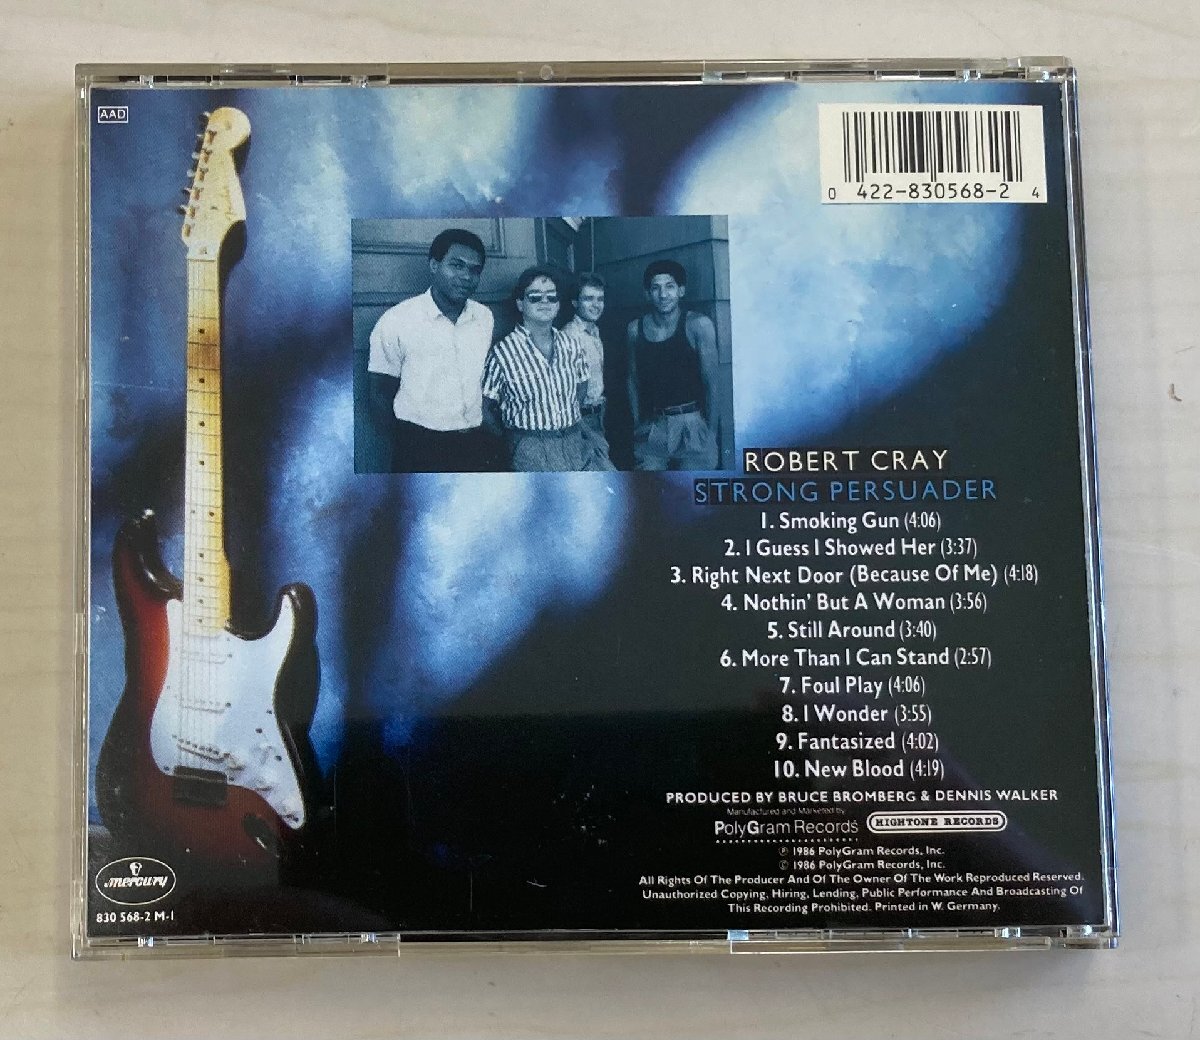 AAD
0 422-830568-2 4
ROBERT CRAY
STRONG PERSUADER
1. Smoking Gun (4:06)
2. I Guess I Showed Her (3:37)
3. Right Next Door (Because Of Me) (4:18)
4. Nothin' But A Woman (3:56)
5. Still Around (3:40)
6. More Than I Can Stand (2:57)
7. Foul Play (4:06)
8. I Wonder (3:55)
9. Fantasized (4:02)
10. New Blood (4:19)
PRODUCED BY BRUCE BROMBERG & DENNIS WALKER
Manufactured and Marketed by
PolyGram Records
HIGHTONE RECORDS
℗ 1986 PolyGram Records, Inc.
© 1986 PolyGram Records, Inc.
All Rights Of The Producer And Of The Owner Of The Work Reproduced Reserved.
Unauthorized Copying, Hiring, Lending, Public Performance And Broadcasting Of
This Recording Prohibited. Printed in W. Germany.
mercury
830 568-2 M-1